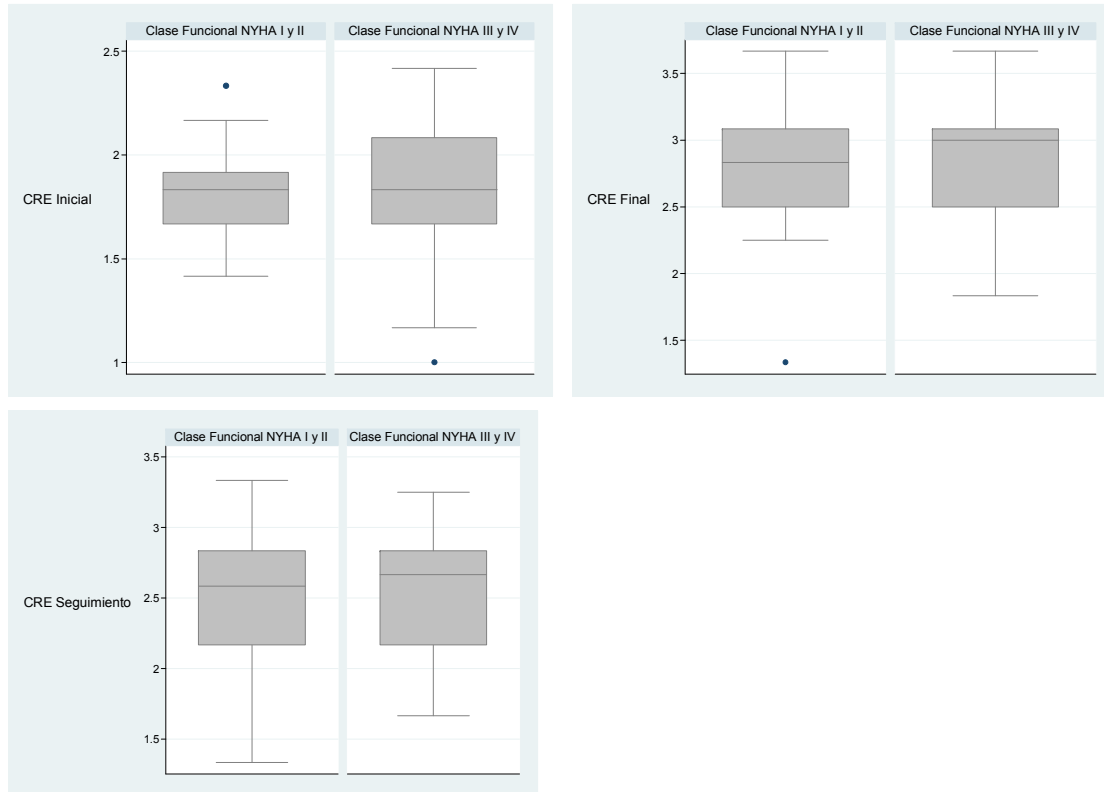 Clase Funcional NYHA I y II
Clase Funcional NYHA III y IV
2.5
2
CRE Inicial
1.5
1
Clase Funcional NYHA I y II
Clase Funcional NYHA III y IV
3.5
3
CRE Final
2.5
2
1.5
Clase Funcional NYHA I y II
Clase Funcional NYHA III y IV
3.5
3
CRE Seguimiento
2.5
2
1.5